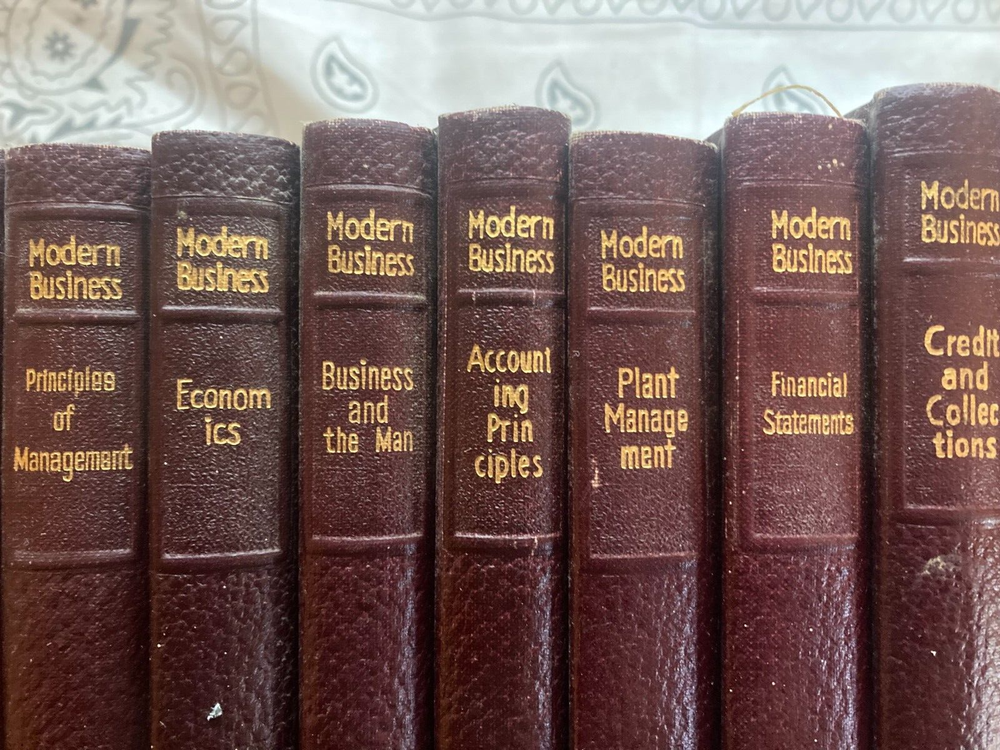 Modern
Business
Principles
of
Management
Modern
Business
Econom
ics
Modern
Business
Business
and
the Man
Modern
Business
Account
ing
Prin
ciples
Modern
Business
Plant
Manage
ment
Modern
Business
Financial
Statements
Modern
Business
Credit
and
Collec
tions